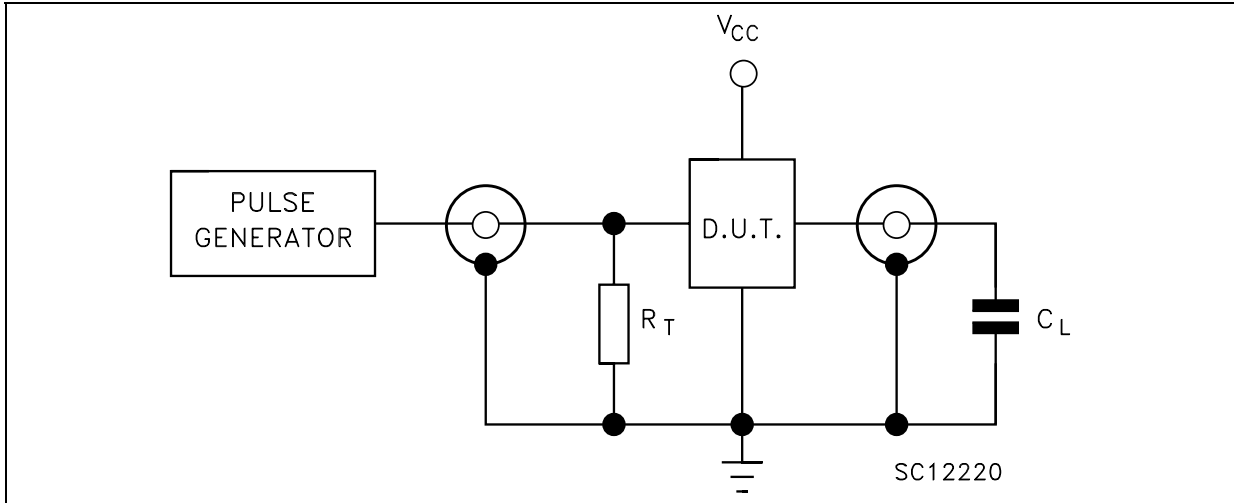 VCC
PULSE
GENERATOR
D.U.T.
RT
CL
SC12220